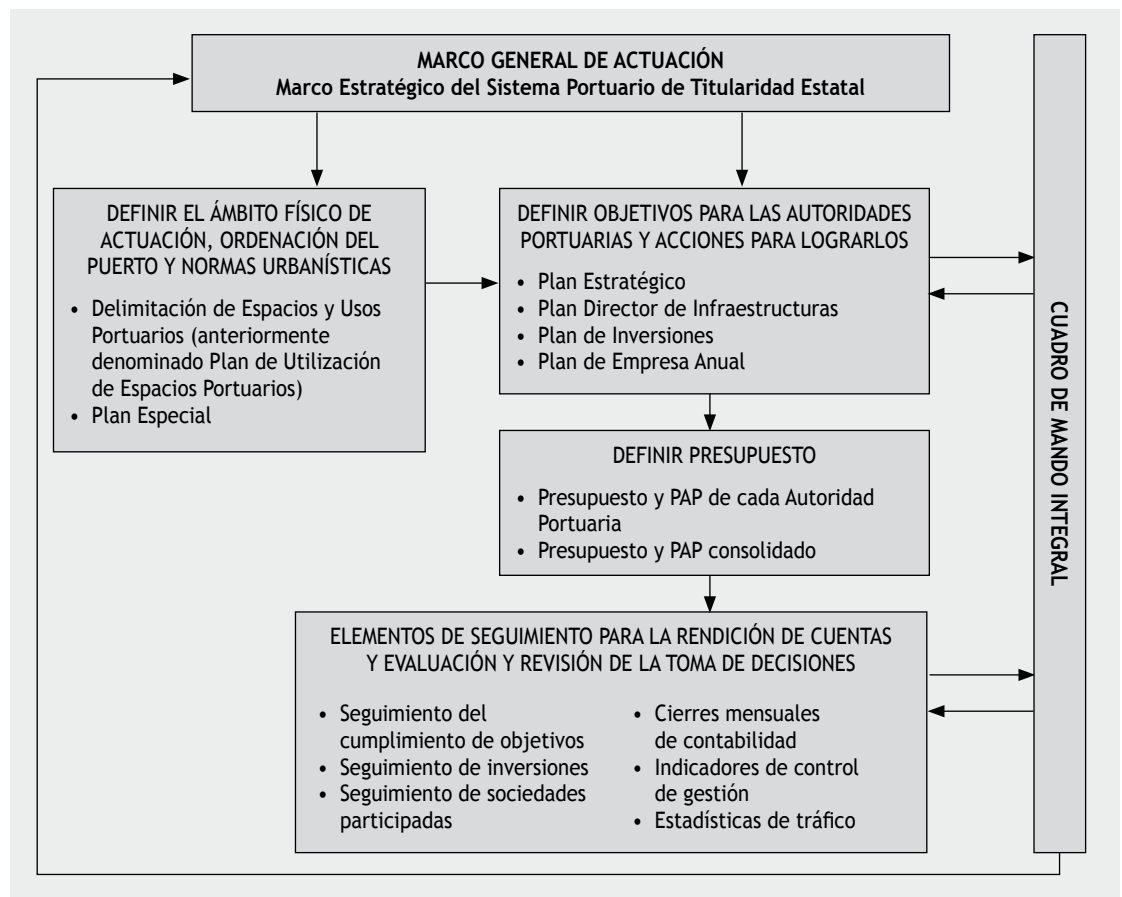 MARCO GENERAL DE ACTUACIÓN
Marco Estratégico del Sistema Portuario de Titularidad Estatal
DEFINIR EL ÁMBITO FÍSICO DE
ACTUACIÓN, ORDENACIÓN DEL
PUERTO Y NORMAS URBANÍSTICAS
• Delimitación de Espacios y Usos
Portuarios (anteriormente
denominado Plan de Utilización
de Espacios Portuarios)
• Plan Especial
DEFINIR OBJETIVOS PARA LAS AUTORIDADES
PORTUARIAS Y ACCIONES PARA LOGRARLOS
• Plan Estratégico
• Plan Director de Infraestructuras
• Plan de Inversiones
• Plan de Empresa Anual
DEFINIR PRESUPUESTO
• Presupuesto y PAP de cada Autoridad
Portuaria
• Presupuesto y PAP consolidado
ELEMENTOS DE SEGUIMIENTO PARA LA RENDICIÓN DE CUENTAS
Y EVALUACIÓN Y REVISIÓN DE LA TOMA DE DECISIONES
• Seguimiento del
cumplimiento de objetivos
• Seguimiento de inversiones
• Seguimiento de sociedades
participadas
• Cierres mensuales
de contabilidad
• Indicadores de control
de gestión
• Estadísticas de tráfico
CUADRO DE MANDO INTEGRAL